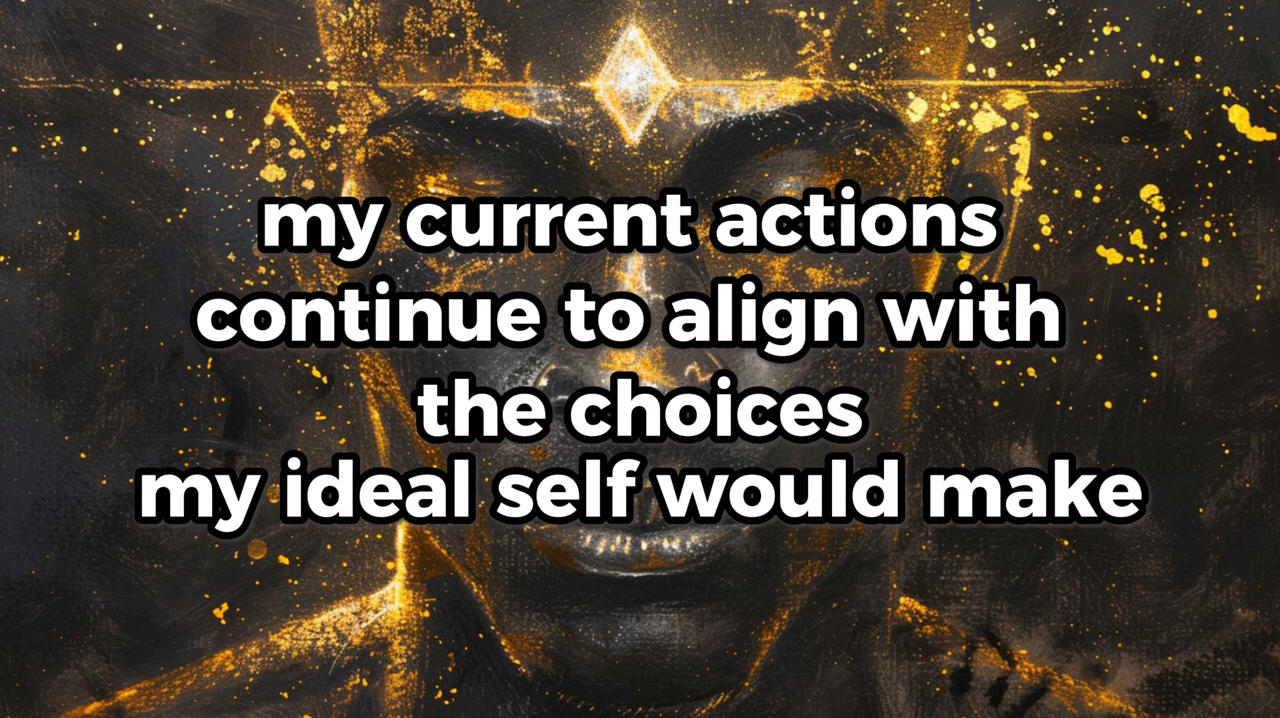 my current actions
continue to align with
the choices
my ideal self would make